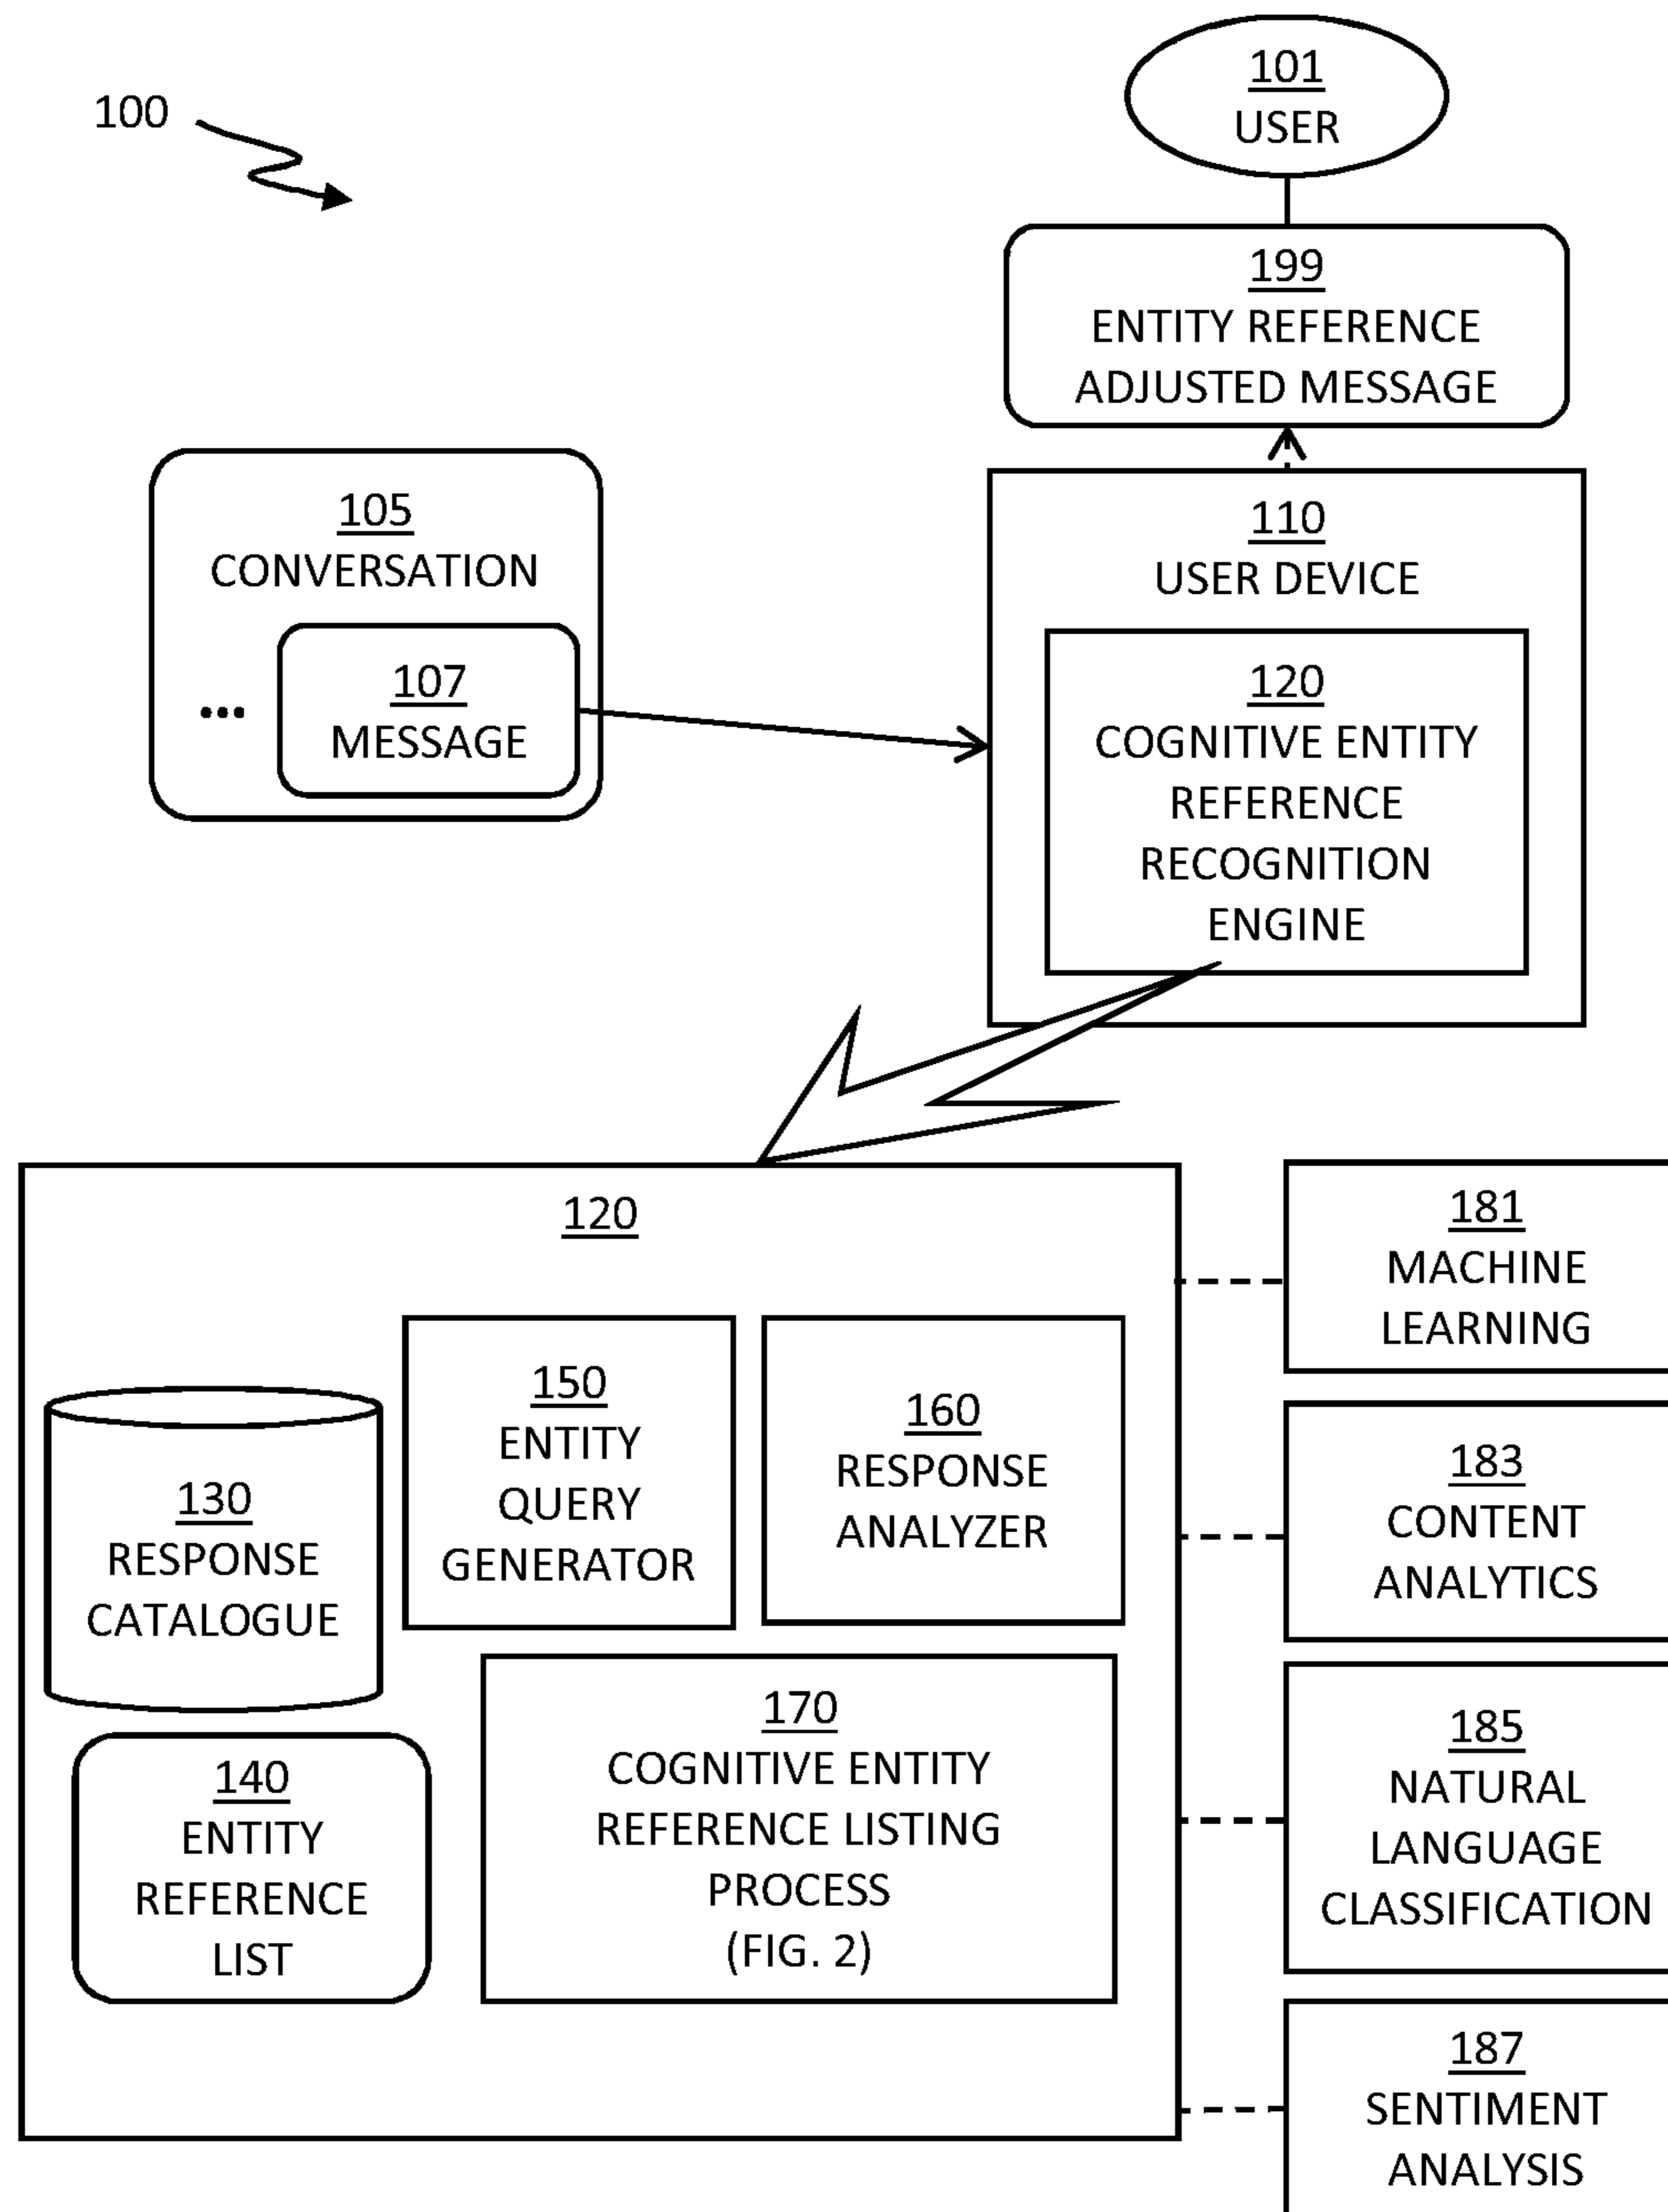 100
101
USER
199
ENTITY REFERENCE
ADJUSTED MESSAGE
105
CONVERSATION
...
107
MESSAGE
110
USER DEVICE
120
COGNITIVE ENTITY
REFERENCE
RECOGNITION
ENGINE
120
130
RESPONSE
CATALOGUE
150
ENTITY
QUERY
GENERATOR
160
RESPONSE
ANALYZER
140
ENTITY
REFERENCE
LIST
170
COGNITIVE ENTITY
REFERENCE LISTING
PROCESS
(FIG. 2)
181
MACHINE
LEARNING
183
CONTENT
ANALYTICS
185
NATURAL
LANGUAGE
CLASSIFICATION
187
SENTIMENT
ANALYSIS